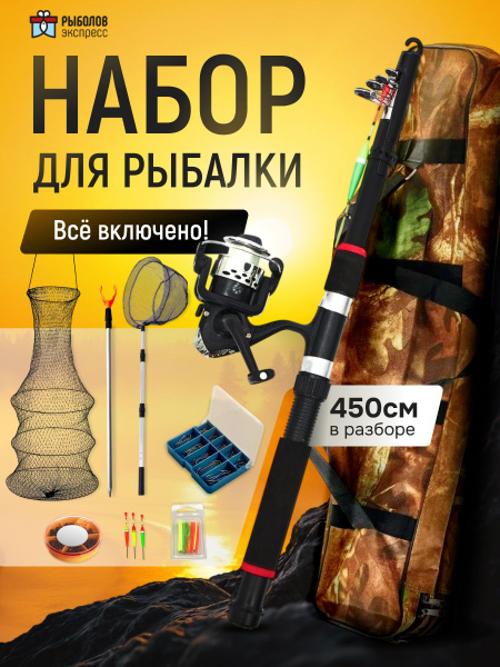 РЫБОЛОВ
экспресс
НАБОР
ДЛЯ РЫБАЛКИ
Всё включено!
450см
в разборе